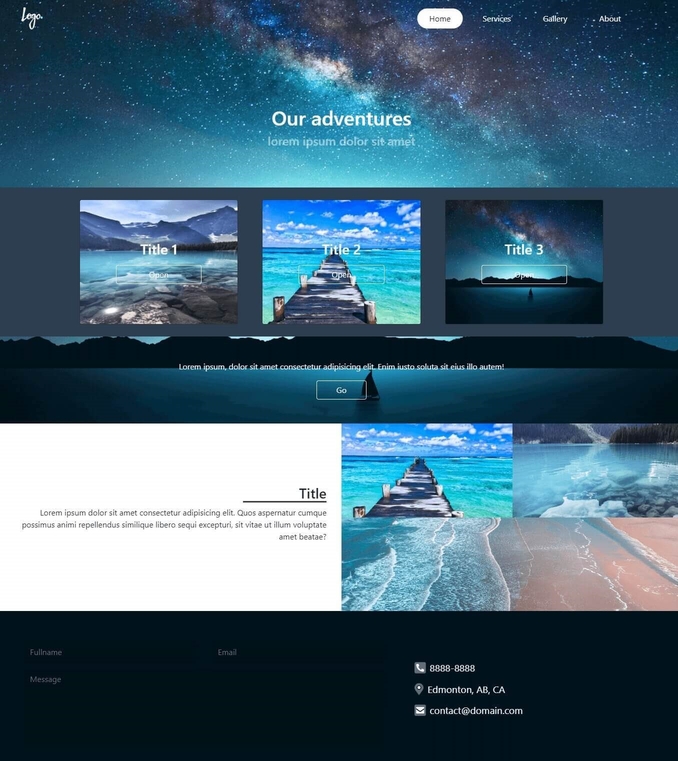 Logo.
Home Services Gallery About
Our adventures
lorem ipsum dolor sit amet
Title 1 Title 2 Title 3
Open Open Open
Lorem ipsum, dolor sit amet consectetur adipisicing elit. Enim iusto soluta sit eius illo autem!
Go
Title
Lorem ipsum dolor sit amet consectetur adipisicing elit. Quos aspernatur cumque
possimus animi repellendus similique libero sequi excepturi, sit vitae ut illum voluptate
amet beatae?
Fullname Email
Message
8888-8888
Edmonton, AB, CA
contact@domain.com